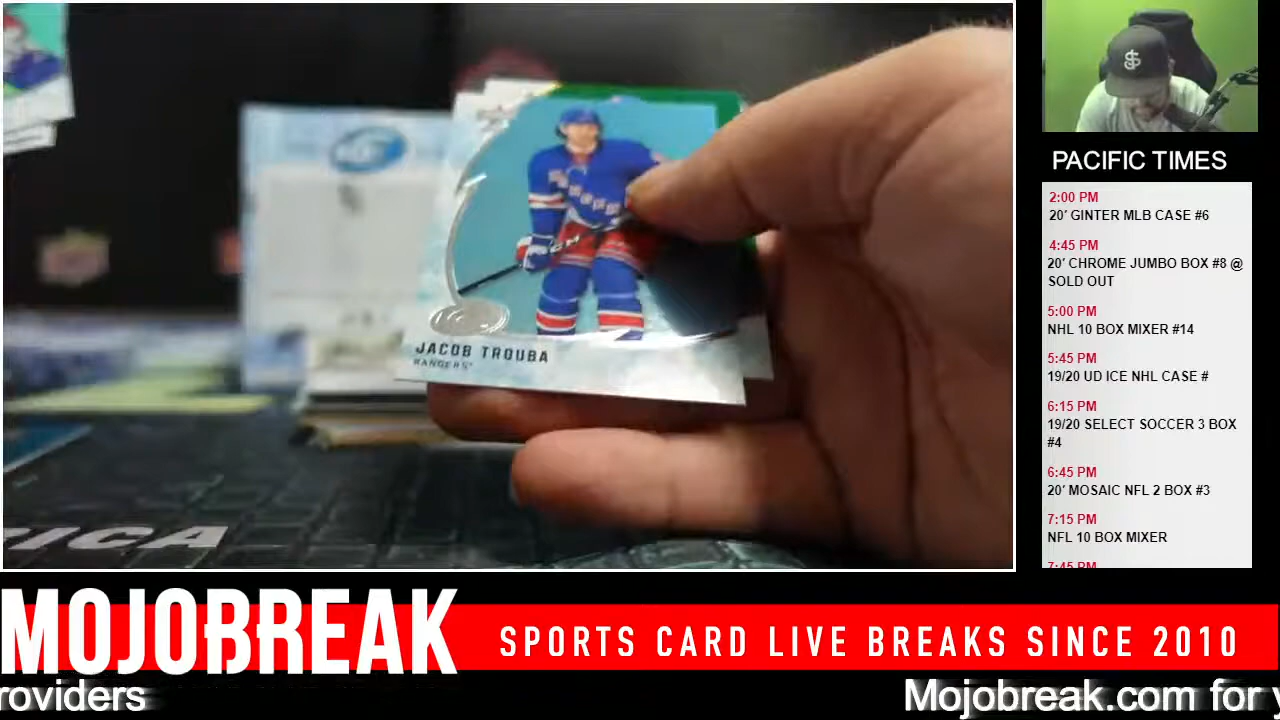 JACOB TROUBA
RANGERS
PACIFIC TIMES
2:00 PM
20' GINTER MLB CASE #6
4:45 PM
20' CHROME JUMBO BOX #8 @
SOLD OUT
5:00 PM
NHL 10 BOX MIXER #14
5:45 PM
19/20 UD ICE NHL CASE #
6:15 PM
19/20 SELECT SOCCER 3 BOX
#4
6:45 PM
20' MOSAIC NFL 2 BOX #3
7:15 PM
NFL 10 BOX MIXER
7:45 PM
MOJOBREAK
SPORTS CARD LIVE BREAKS SINCE 2010
roviders
Mojobreak.com for